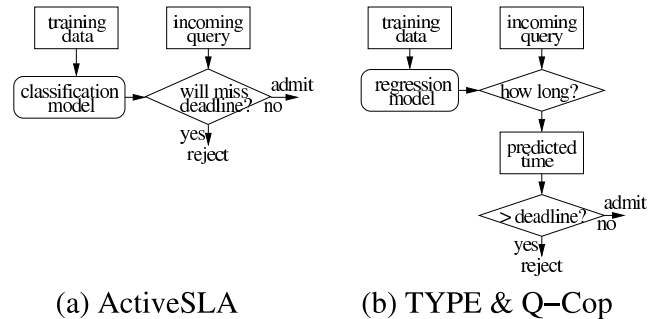 training
data
incoming
query
classification
model
will miss
deadline?
admit
no
yes
reject
(a) ActiveSLA
training
data
incoming
query
regression
model
how long?
predicted
time
> deadline?
admit
no
yes
reject
(b) TYPE & Q−Cop